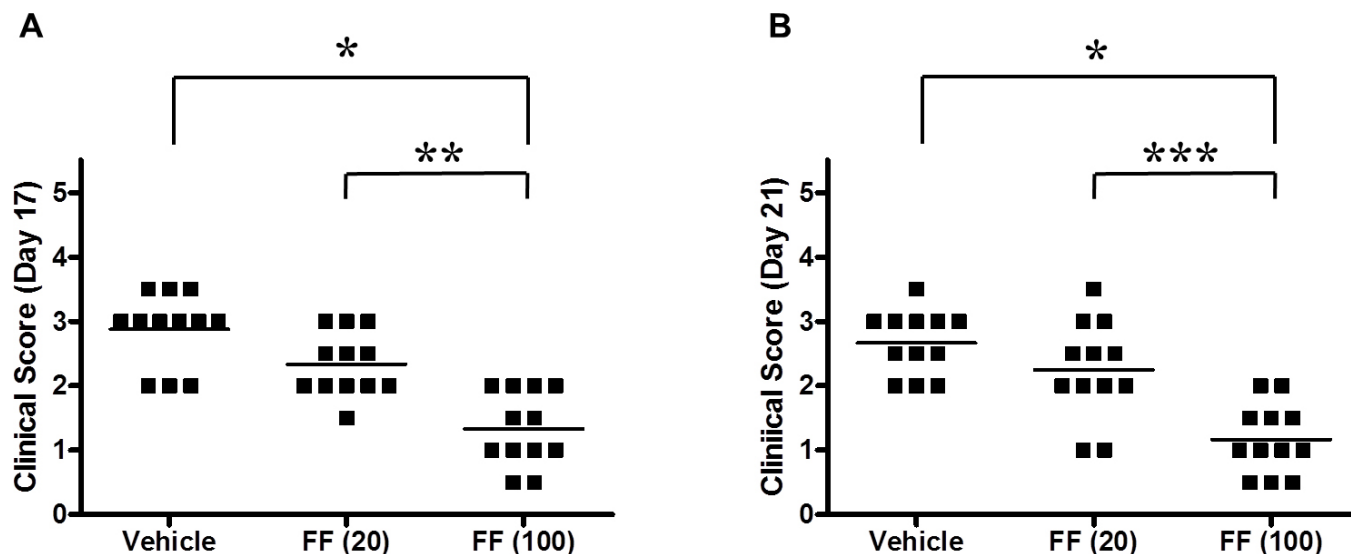 A
*
**
Clinical Score (Day 17)
5
4
3
2
1
0
Vehicle
FF (20)
FF (100)
B
*
***
Cliniical Score (Day 21)
5
4
3
2
1
0
Vehicle
FF (20)
FF (100)